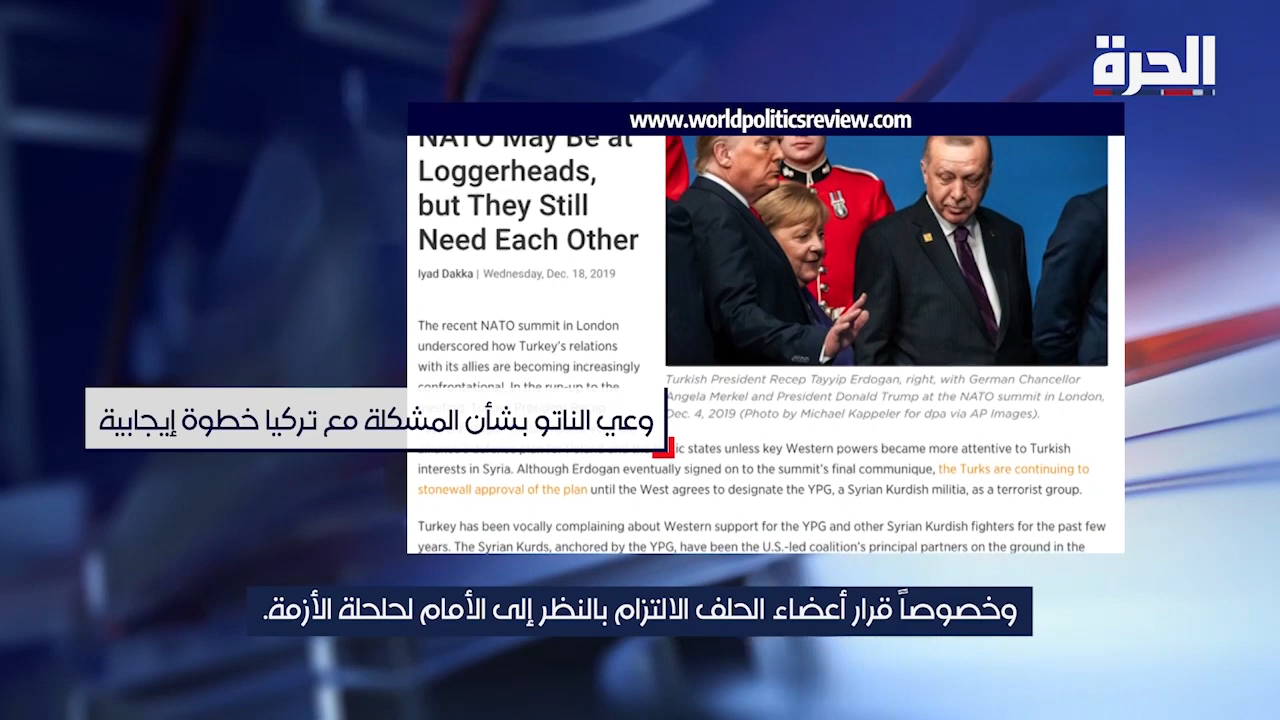 الحرة
www.worldpoliticsreview.com
NATO May Be at
Loggerheads,
but They Still
Need Each Other
Iyad Dakka | Wednesday, Dec. 18, 2019
The recent NATO summit in London
underscored how Turkey's relations
with its allies are becoming increasingly
confrontational. In the run-up to the
Turkish President Recep Tayyip Erdogan, right, with German Chancellor
Angela Merkel and President Donald Trump at the NATO summit in London,
Dec. 4, 2019 (Photo by Michael Kappeler for dpa via AP Images).
وعي الناتو بشأن المشكلة مع تركيا خطوة إيجابية
states unless key Western powers became more attentive to Turkish
interests in Syria. Although Erdogan eventually signed on to the summit's final communique, the Turks are continuing to
stonewall approval of the plan until the West agrees to designate the YPG, a Syrian Kurdish militia, as a terrorist group.
Turkey has been vocally complaining about Western support for the YPG and other Syrian Kurdish fighters for the past few
years. The Syrian Kurds, anchored by the YPG, have been the U.S.-led coalition's principal partners on the ground in the
وخصوصاً قرار أعضاء الحلف الالتزام بالنظر إلى الأمام لحلحلة الأزمة.